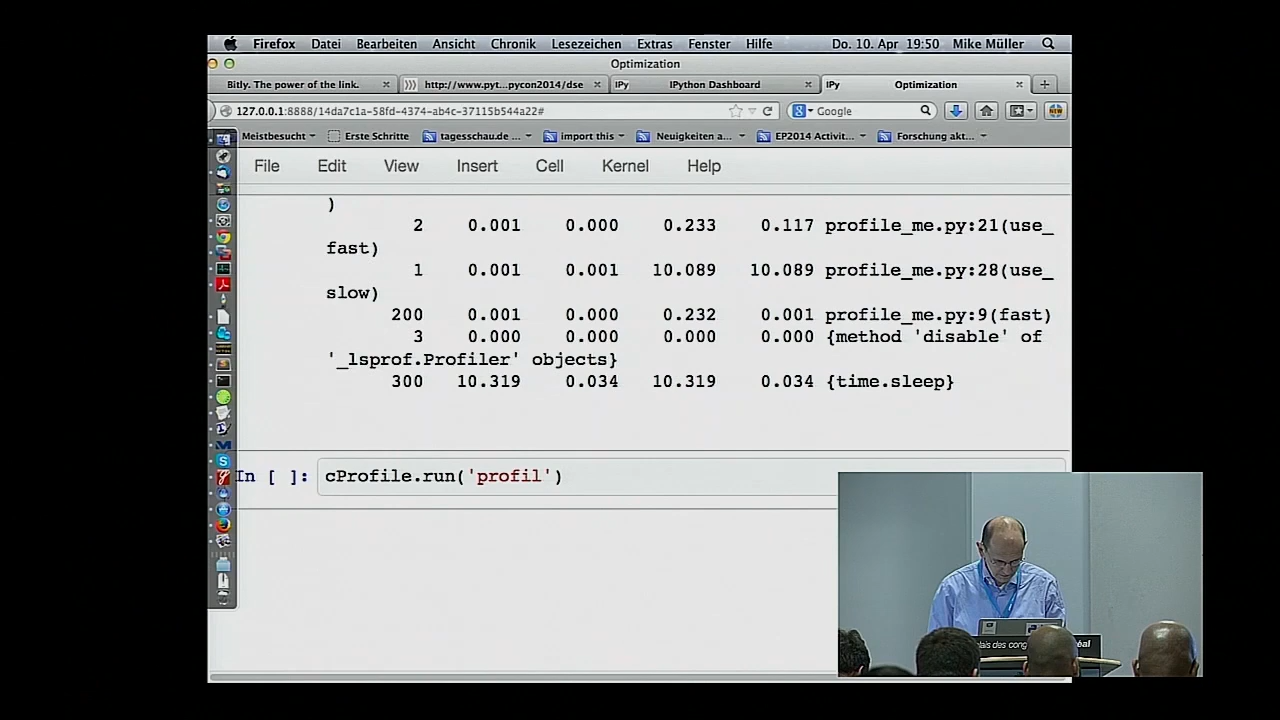 Firefox Datei Bearbeiten Ansicht Chronik Lesezeichen Extras Fenster Hilfe Do. 10. Apr 19:50 Mike Müller
Optimization
Bitly. The power of the link. × http://www.pyt...pycon2014/dse × IPy IPython Dashboard × IPy Optimization ×
127.0.0.1:8888/14da7c1a-58fd-4374-ab4c-37115b544a22# Google
Meistbesucht Erste Schritte tagesschau.de ... import this Neuigkeiten a... EP2014 Activit... Forschung akt...
File Edit View Insert Cell Kernel Help
)
2 0.001 0.000 0.233 0.117 profile_me.py:21(use_
fast)
1 0.001 0.001 10.089 10.089 profile_me.py:28(use_
slow)
200 0.001 0.000 0.232 0.001 profile_me.py:9(fast)
3 0.000 0.000 0.000 0.000 {method 'disable' of
'_lsprof.Profiler' objects}
300 10.319 0.034 10.319 0.034 {time.sleep}
In [ ]: cProfile.run('profil')